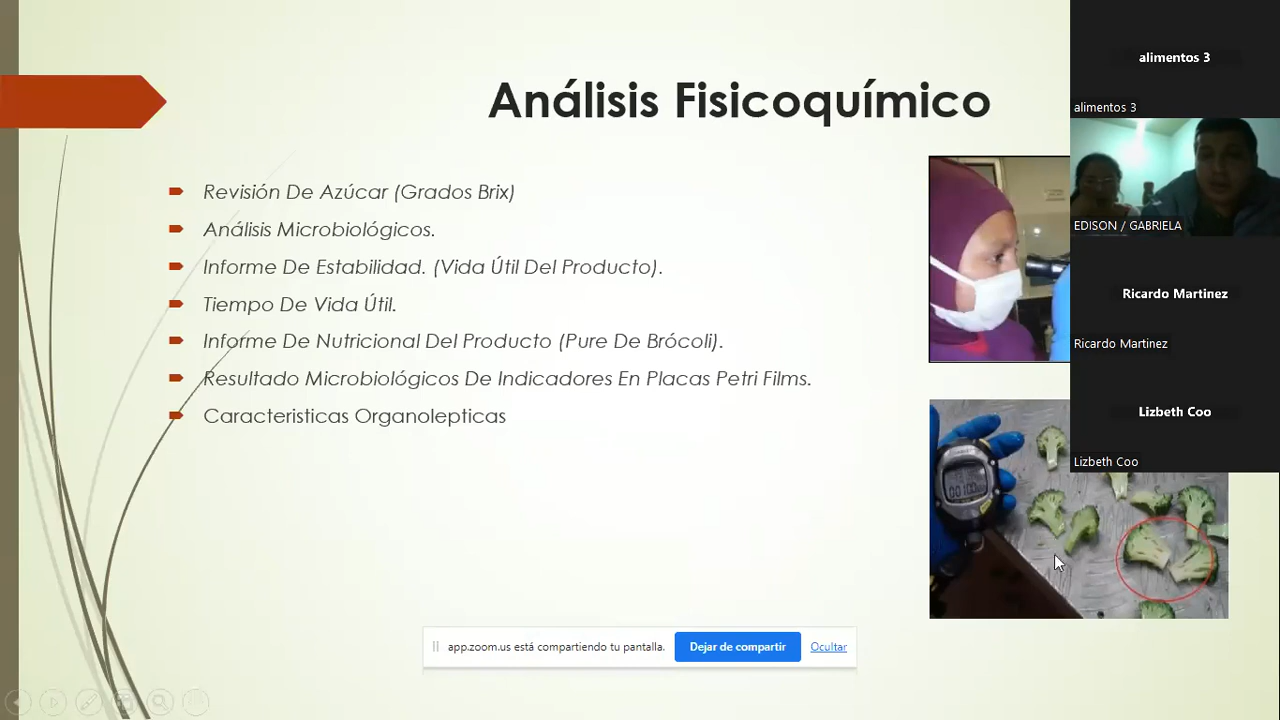 Análisis Fisicoquímico
Revisión De Azúcar (Grados Brix)
Análisis Microbiológicos.
Informe De Estabilidad. (Vida Útil Del Producto).
Tiempo De Vida Útil.
Informe De Nutricional Del Producto (Pure De Brócoli).
Resultado Microbiológicos De Indicadores En Placas Petri Films.
Caracteristicas Organolepticas
alimentos 3
alimentos 3
EDISON / GABRIELA
Ricardo Martinez
Ricardo Martinez
Lizbeth Coo
Lizbeth Coo
app.zoom.us está compartiendo tu pantalla.
Dejar de compartir
Ocultar